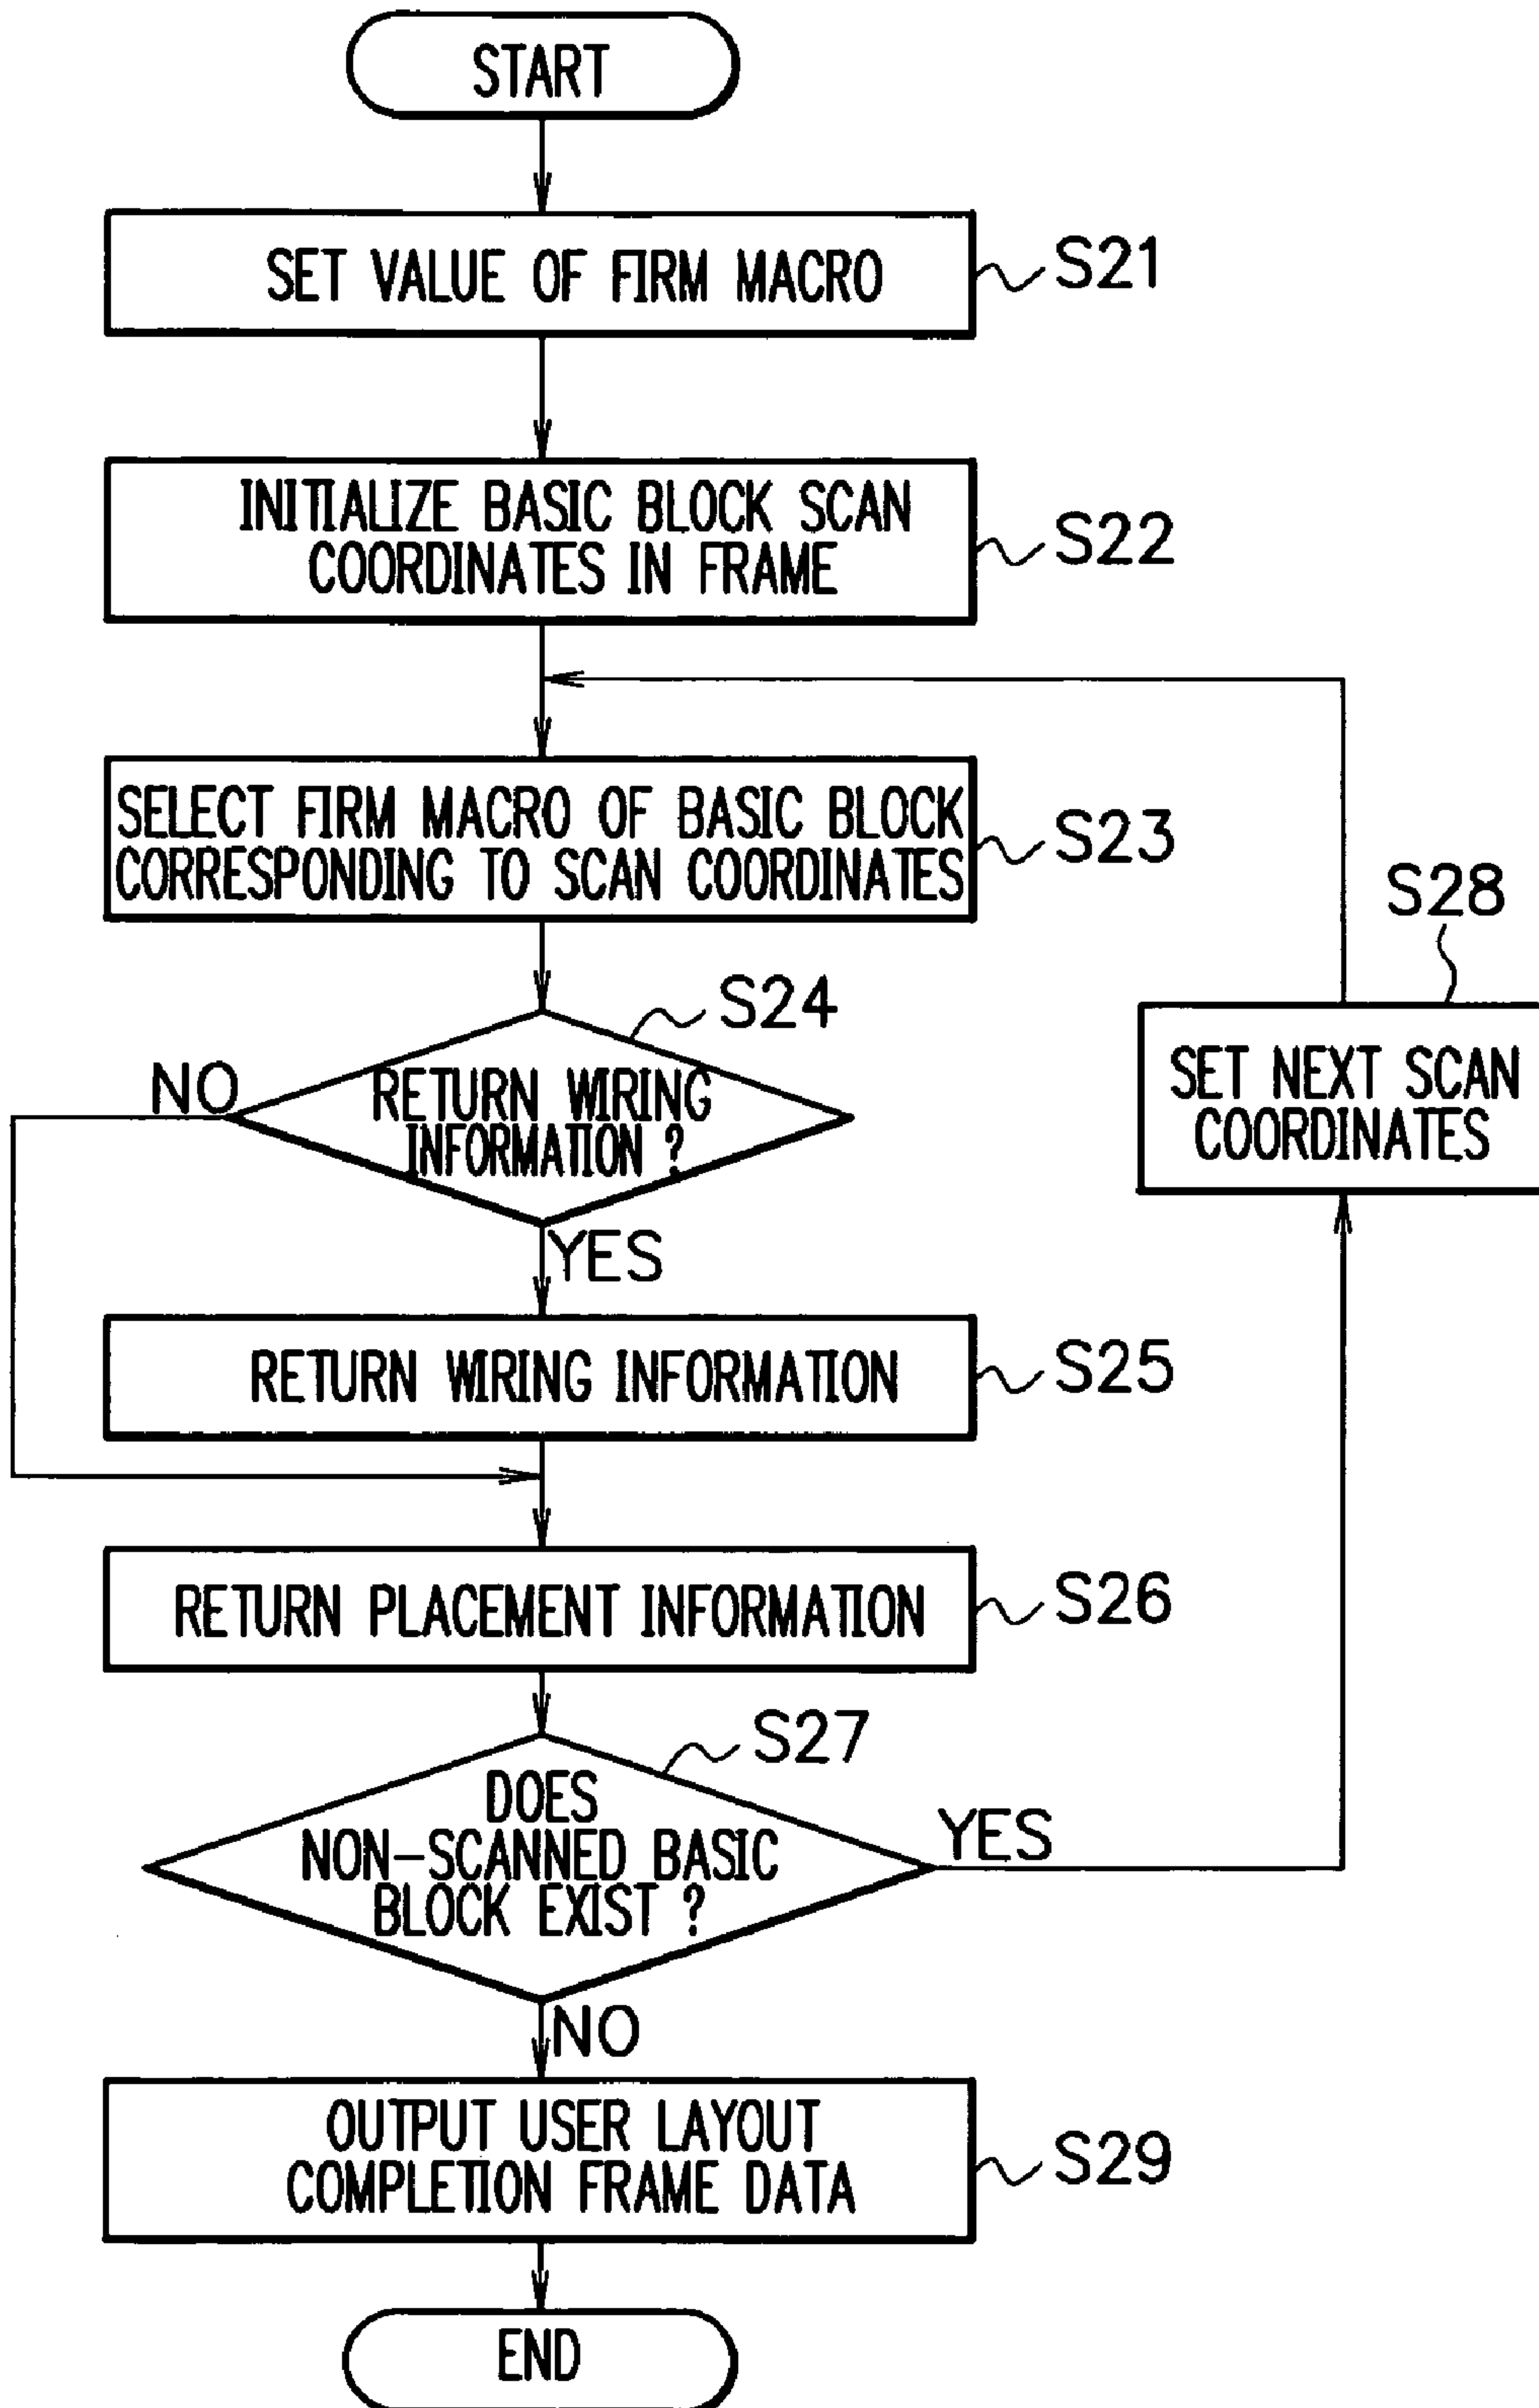 START
SET VALUE OF FIRM MACRO
S21
INITIALIZE BASIC BLOCK SCAN
COORDINATES IN FRAME
S22
SELECT FIRM MACRO OF BASIC BLOCK
CORRESPONDING TO SCAN COORDINATES
S23
S28
SET NEXT SCAN
COORDINATES
S24
NO
RETURN WIRING
INFORMATION ?
YES
RETURN WIRING INFORMATION
S25
RETURN PLACEMENT INFORMATION
S26
S27
DOES
NON-SCANNED BASIC
BLOCK EXIST ?
YES
NO
OUTPUT USER LAYOUT
COMPLETION FRAME DATA
S29
END